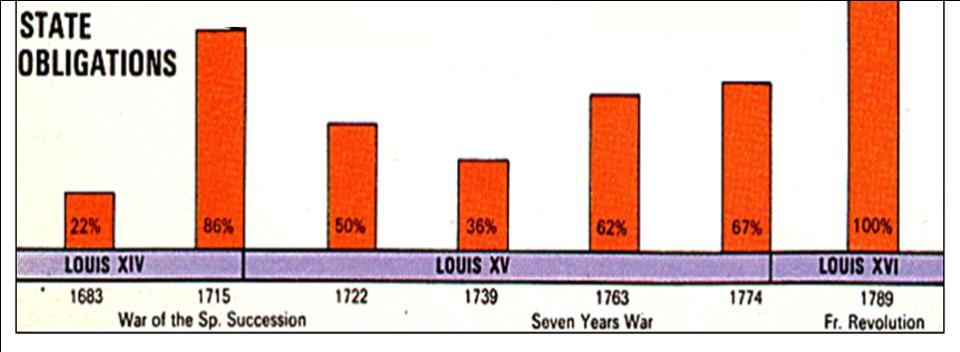 STATE
OBLIGATIONS
22% 86% 50% 36% 62% 67% 100%
LOUIS XIV LOUIS XV LOUIS XVI
1683 1715 1722 1739 1763 1774 1789
War of the Sp. Succession Seven Years War Fr. Revolution